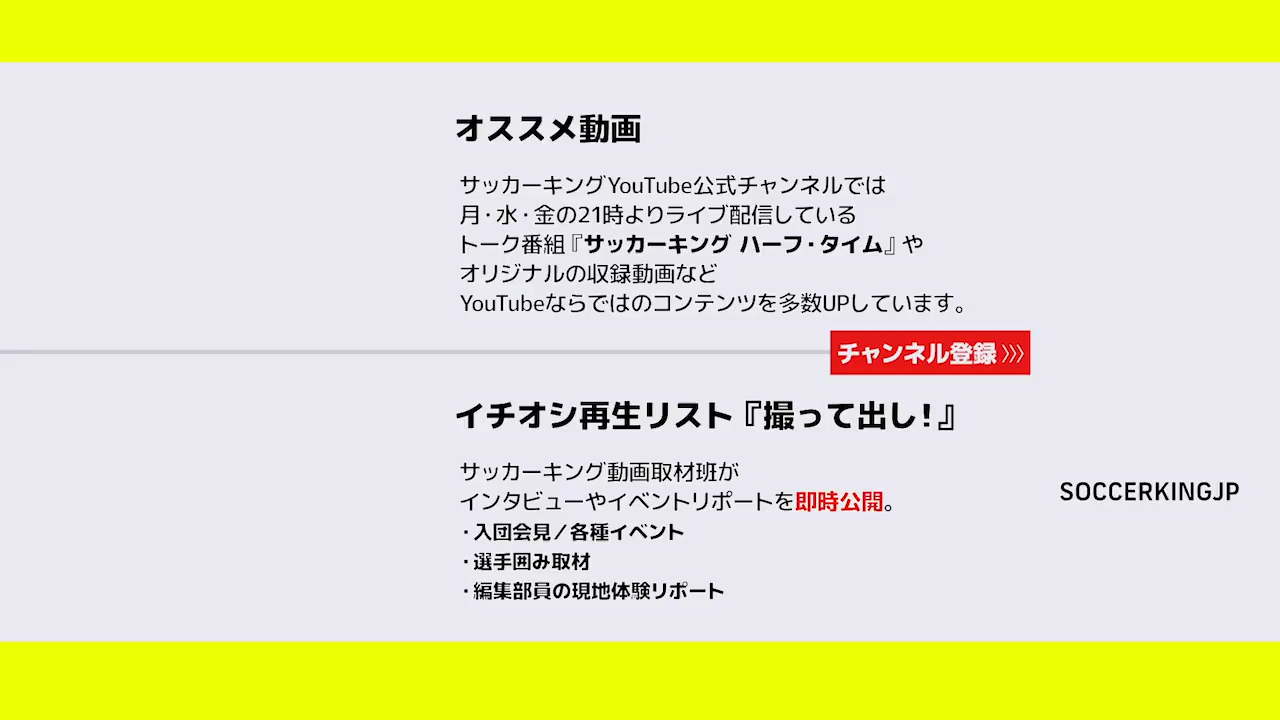 オススメ動画
サッカーキングYouTube公式チャンネルでは
月・水・金の21時よりライブ配信している
トーク番組『サッカーキング ハーフ・タイム』や
オリジナルの収録動画など
YouTubeならではのコンテンツを多数UPしています。
チャンネル登録 》〉
イチオシ再生リスト『撮って出し!』
サッカーキング動画取材班が
インタビューやイベントリポートを即時公開。
・入団会見／各種イベント
・選手囲み取材
・編集部員の現地体験リポート
SOCCERKINGJP